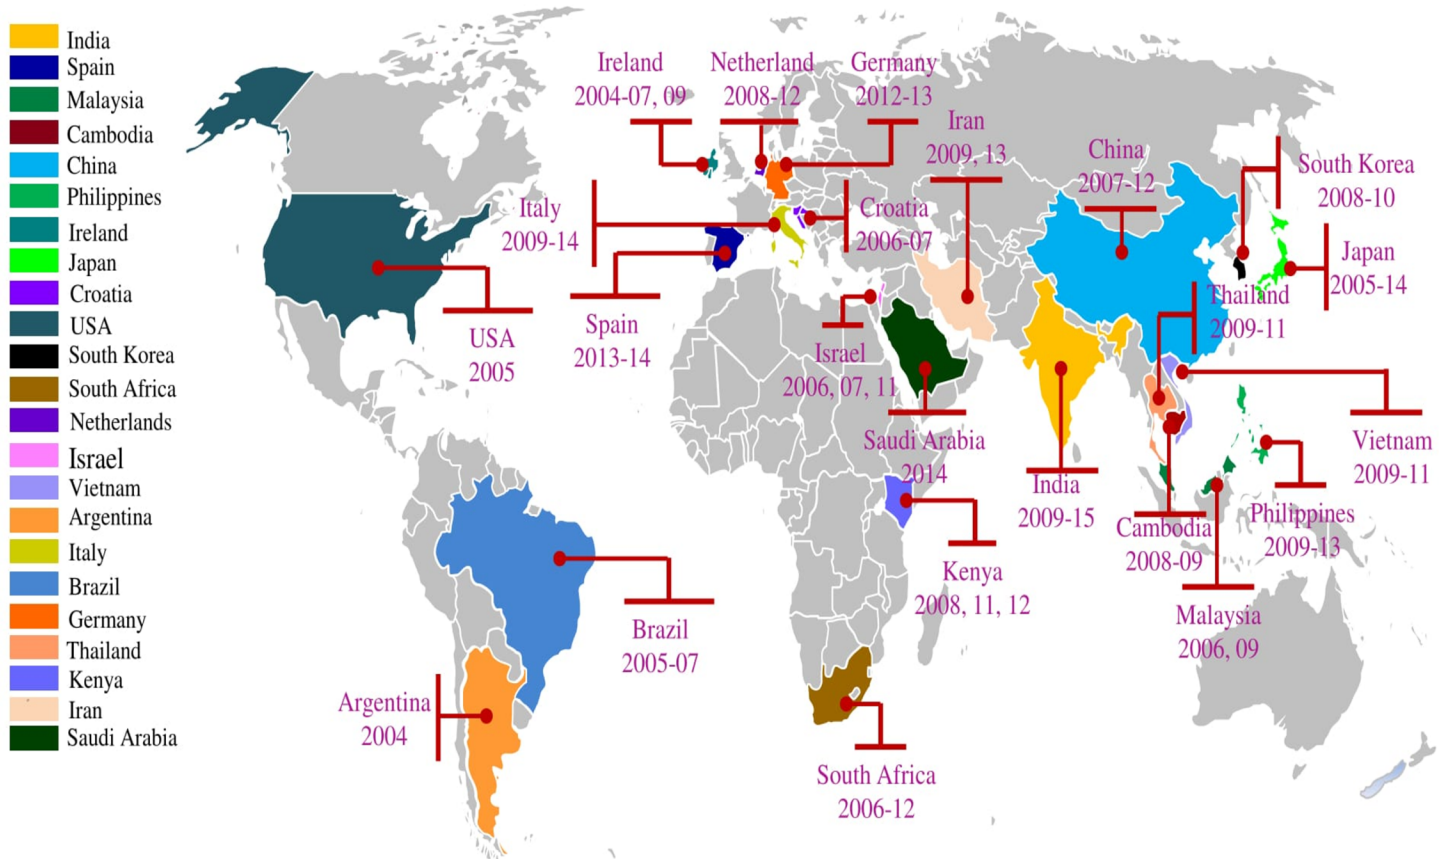 India
Spain
Malaysia
Cambodia
China
Philippines
Ireland
Japan
Croatia
USA
South Korea
South Africa
Netherlands
Israel
Vietnam
Argentina
Italy
Brazil
Germany
Thailand
Kenya
Iran
Saudi Arabia
Ireland
2004-07, 09
Netherland
2008-12
Germany
2012-13
Iran
2009, 13
China
2007-12
South Korea
2008-10
Italy
2009-14
Croatia
2006-07
Japan
2005-14
Thailand
2009-11
USA
2005
Spain
2013-14
Israel
2006, 07, 11
Saudi Arabia
2014
India
2009-15
Vietnam
2009-11
Cambodia
2008-09
Philippines
2009-13
Kenya
2008, 11, 12
Malaysia
2006, 09
Brazil
2005-07
Argentina
2004
South Africa
2006-12